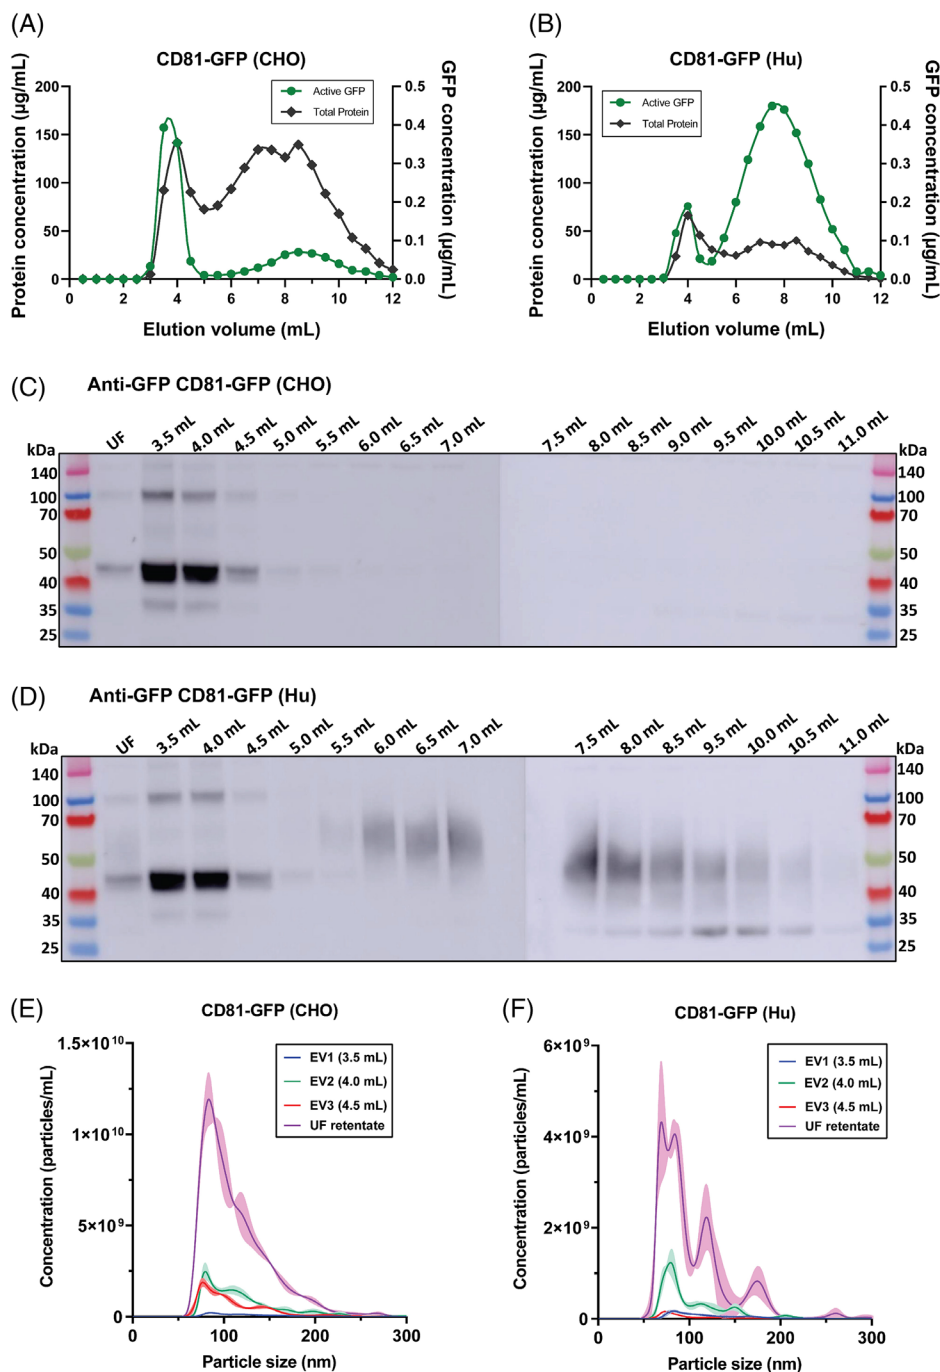 (A)
CD81-GFP (CHO)
Protein concentration (µg/mL)
GFP concentration (µg/mL)
200
150
100
50
0
0.5
0.4
0.3
0.2
0.1
0.0
Active GFP
Total Protein
0 2 4 6 8 10 12
Elution volume (mL)
(B)
CD81-GFP (Hu)
Protein concentration (µg/mL)
GFP concentration (µg/mL)
200
150
100
50
0
0.5
0.4
0.3
0.2
0.1
0.0
Active GFP
Total Protein
0 2 4 6 8 10 12
Elution volume (mL)
(C)
Anti-GFP CD81-GFP (CHO)
kDa UF 3.5 mL 4.0 mL 4.5 mL 5.0 mL 5.5 mL 6.0 mL 6.5 mL 7.0 mL 7.5 mL 8.0 mL 8.5 mL 9.0 mL 9.5 mL 10.0 mL 10.5 mL 11.0 mL kDa
140 140
100 100
70 70
50 50
40 40
35 35
25 25
(D)
Anti-GFP CD81-GFP (Hu)
kDa UF 3.5 mL 4.0 mL 4.5 mL 5.0 mL 5.5 mL 6.0 mL 6.5 mL 7.0 mL 7.5 mL 8.0 mL 8.5 mL 9.5 mL 10.0 mL 10.5 mL 11.0 mL kDa
140 140
100 100
70 70
50 50
40 40
35 35
25 25
(E)
CD81-GFP (CHO)
Concentration (particles/mL)
1.5×10¹⁰
1×10¹⁰
5×10⁹
0
EV1 (3.5 mL)
EV2 (4.0 mL)
EV3 (4.5 mL)
UF retentate
0 100 200 300
Particle size (nm)
(F)
CD81-GFP (Hu)
Concentration (particles/mL)
6×10⁹
4×10⁹
2×10⁹
0
EV1 (3.5 mL)
EV2 (4.0 mL)
EV3 (4.5 mL)
UF retentate
0 100 200 300
Particle size (nm)